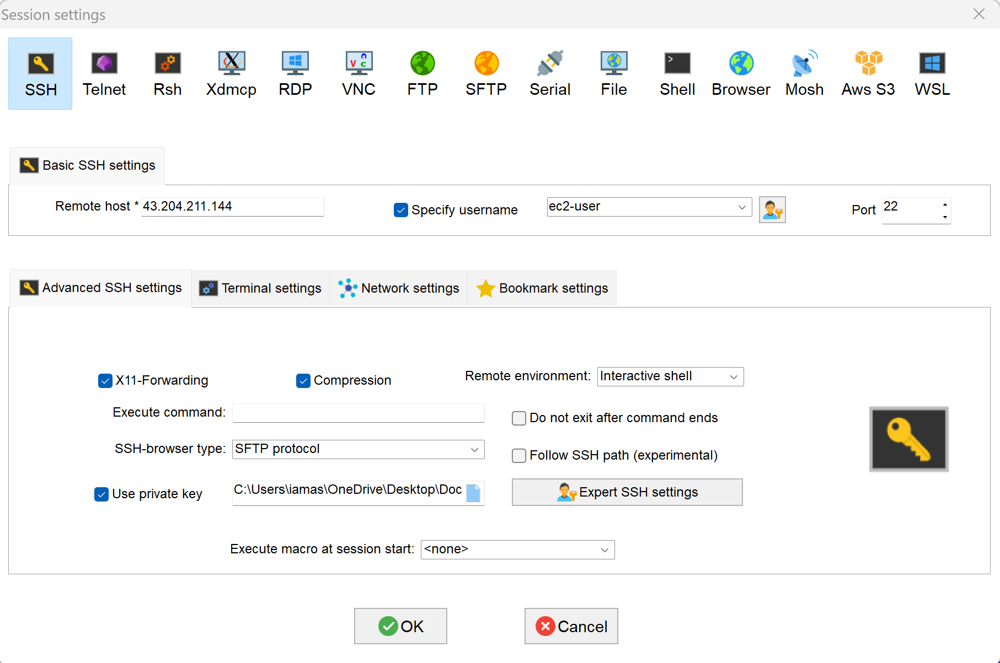 Session settings
SSH Telnet Rsh Xdmcp RDP VNC FTP SFTP Serial File Shell Browser Mosh Aws S3 WSL
Basic SSH settings
Remote host * 43.204.211.144 Specify username ec2-user Port 22
Advanced SSH settings Terminal settings Network settings Bookmark settings
X11-Forwarding Compression Remote environment: Interactive shell
Execute command: Do not exit after command ends
SSH-browser type: SFTP protocol Follow SSH path (experimental)
Use private key C:\Users\iamas\OneDrive\Desktop\Doc Expert SSH settings
Execute macro at session start: <none>
OK Cancel